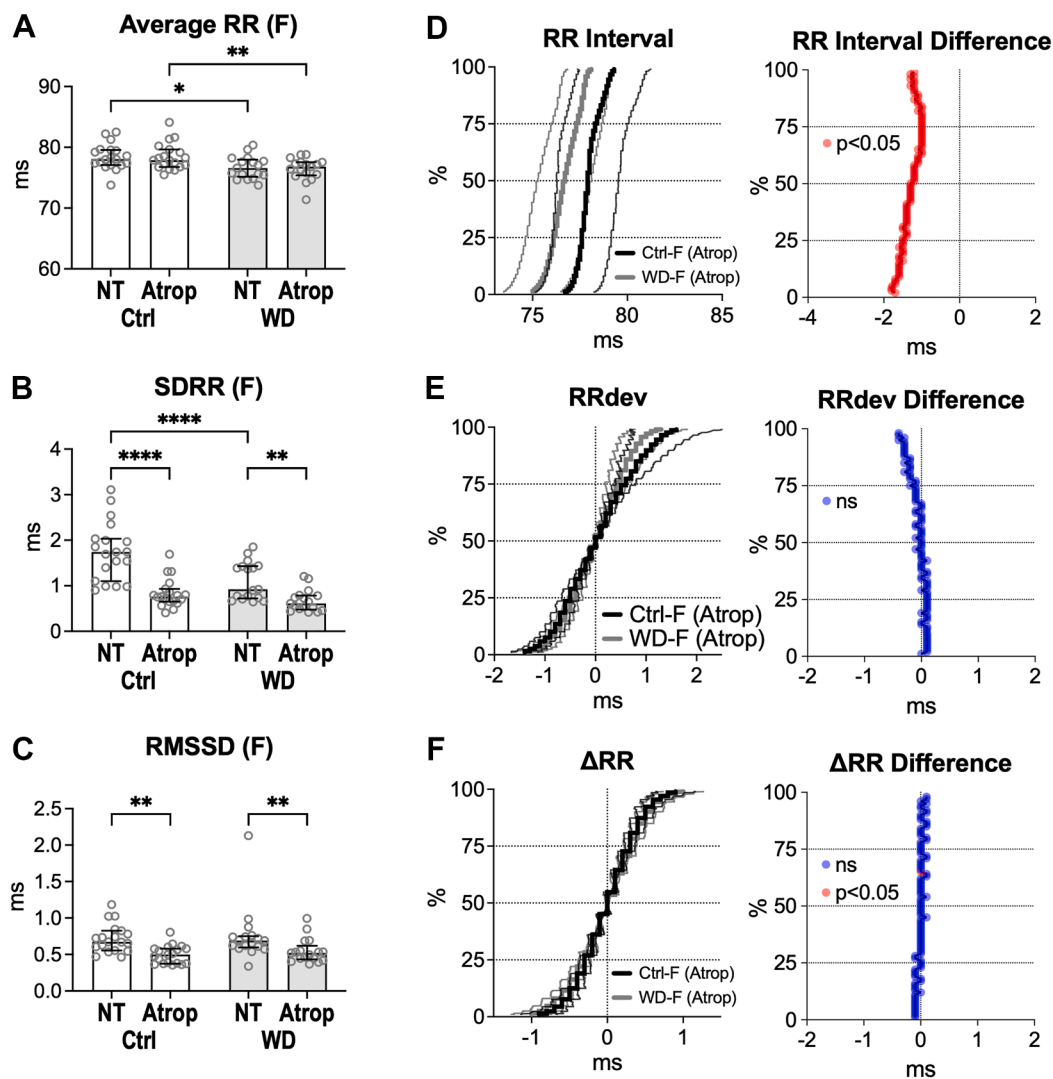 A
Average RR (F)
**
*
90
80
70
60
ms
NT Atrop NT Atrop
Ctrl WD
B
SDRR (F)
****
**** **
4
3
2
1
0
ms
NT Atrop NT Atrop
Ctrl WD
C
RMSSD (F)
** **
2.5
2.0
1.5
1.0
0.5
0.0
ms
NT Atrop NT Atrop
Ctrl WD
D
RR Interval
100
75
50
25
0
%
Ctrl-F (Atrop)
WD-F (Atrop)
75 80 85
ms
RR Interval Difference
100
75
50
25
0
%
p<0.05
-4 -2 0 2
ms
E
RRdev
100
75
50
25
0
%
Ctrl-F (Atrop)
WD-F (Atrop)
-2 -1 0 1 2
ms
RRdev Difference
100
75
50
25
0
%
ns
-2 -1 0 1 2
ms
F
ΔRR
100
75
50
25
0
%
Ctrl-F (Atrop)
WD-F (Atrop)
-1 0 1
ms
ΔRR Difference
100
75
50
25
0
%
ns
p<0.05
-2 -1 0 1 2
ms